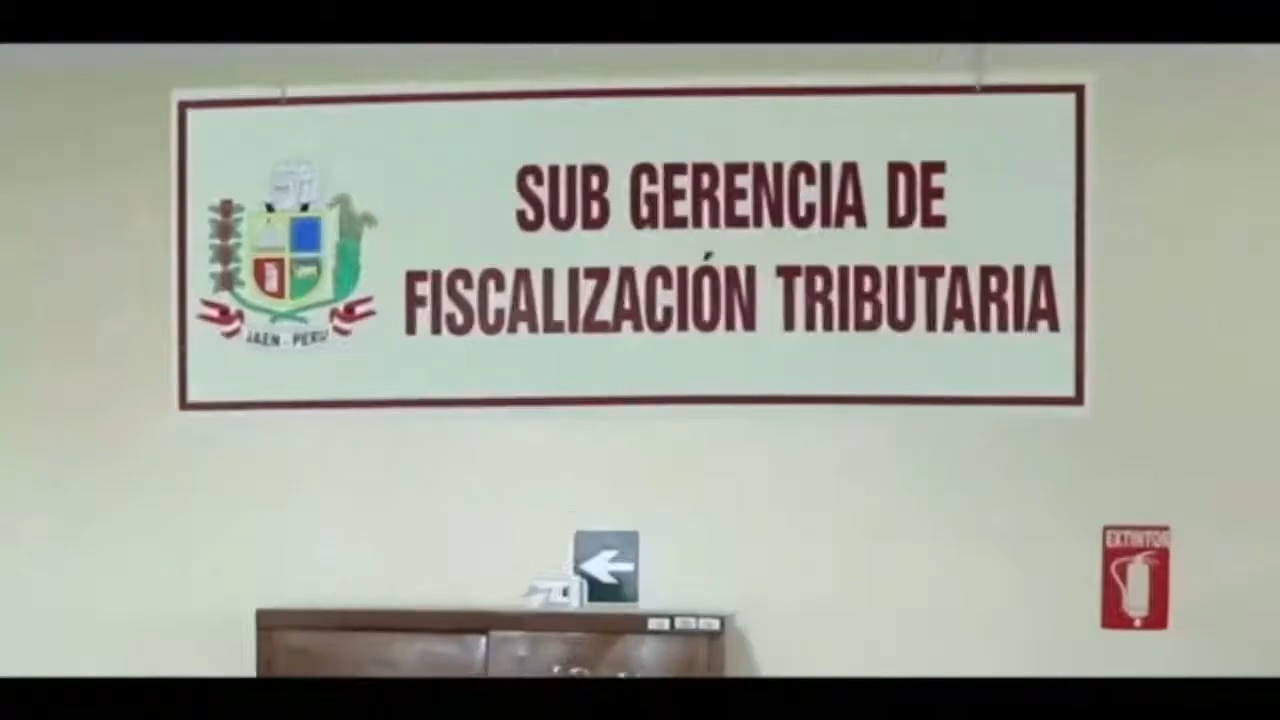 SUB GERENCIA DE
FISCALIZACIÓN TRIBUTARIA
JAEN - PERU
EXTINTOR